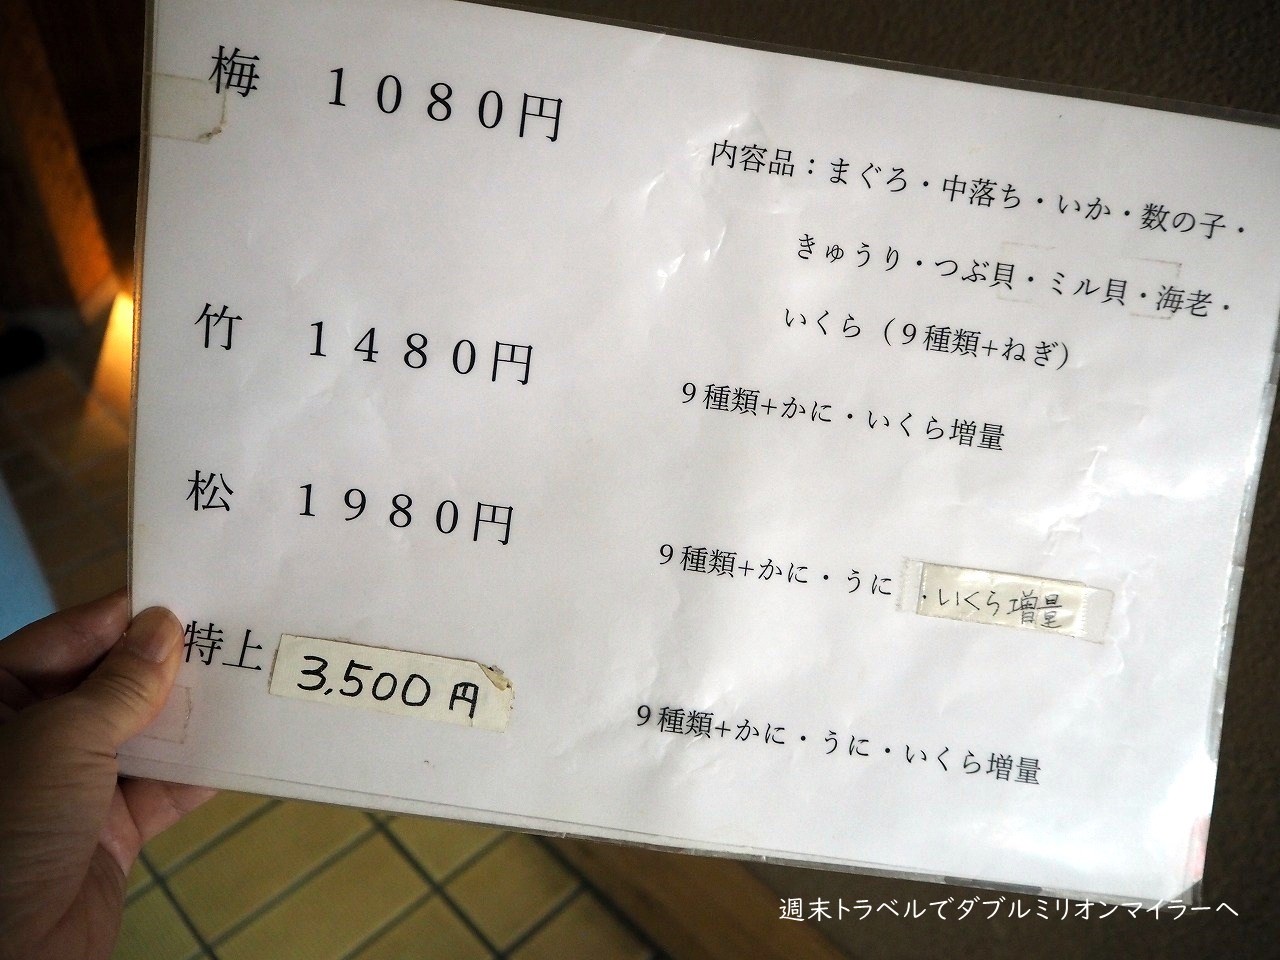 梅　１０８０円
内容品：まぐろ・中落ち・いか・数の子・
きゅうり・つぶ貝・ミル貝・海老・
いくら（９種類+ねぎ）
竹　１４８０円
９種類+かに・いくら増量
松　１９８０円
９種類+かに・うに・いくら増量
特上 3,500円
９種類+かに・うに・いくら増量
週末トラベルでダブルミリオンマイラーへ